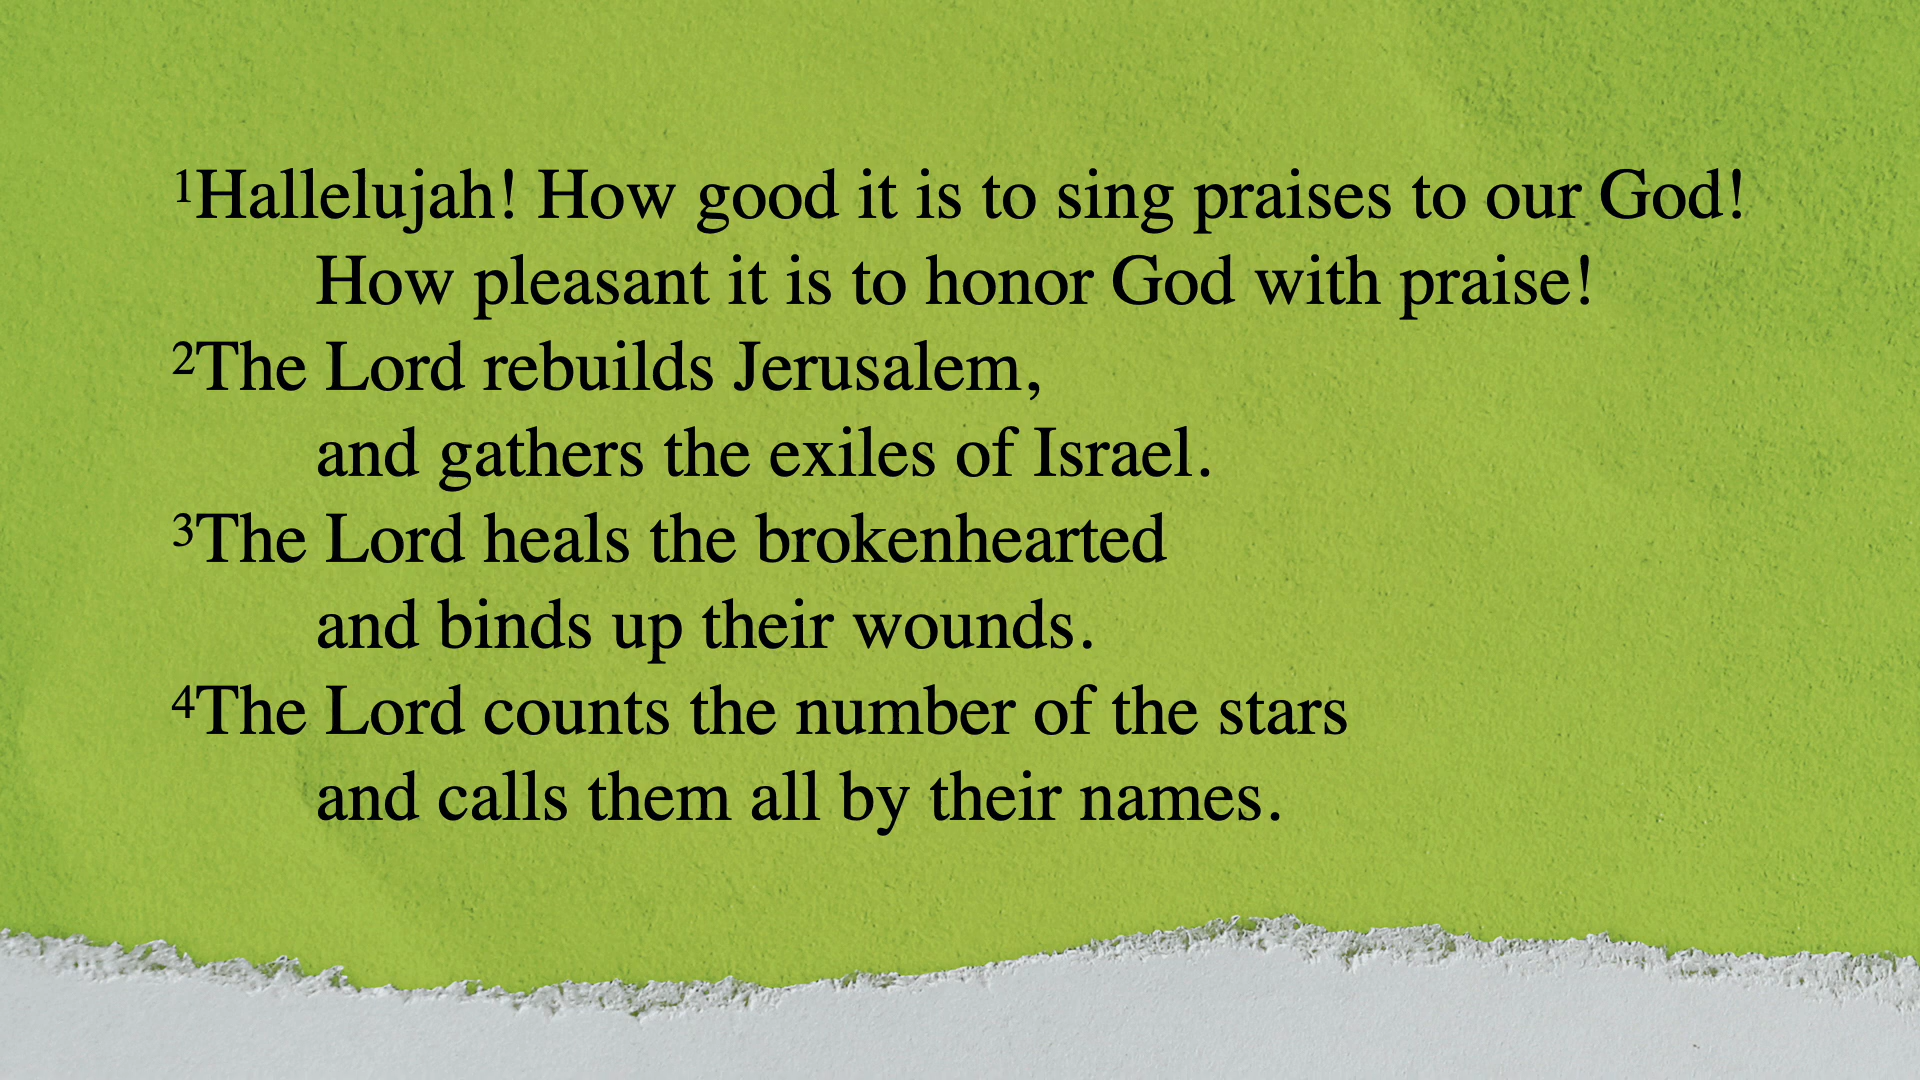 ¹Hallelujah! How good it is to sing praises to our God!
How pleasant it is to honor God with praise!
²The Lord rebuilds Jerusalem,
and gathers the exiles of Israel.
³The Lord heals the brokenhearted
and binds up their wounds.
⁴The Lord counts the number of the stars
and calls them all by their names.